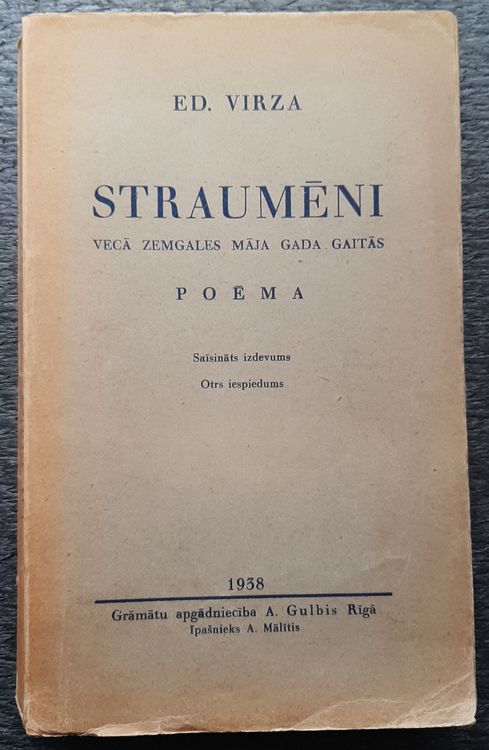 ED. VIRZA
STRAUMĒNI
VECĀ ZEMGALES MĀJA GADA GAITĀS
POĒMA
Saīsināts izdevums
Otrs iespiedums
1938
Grāmātu apgādniecība A. Gulbis Rīgā
Īpašnieks A. Mālītis